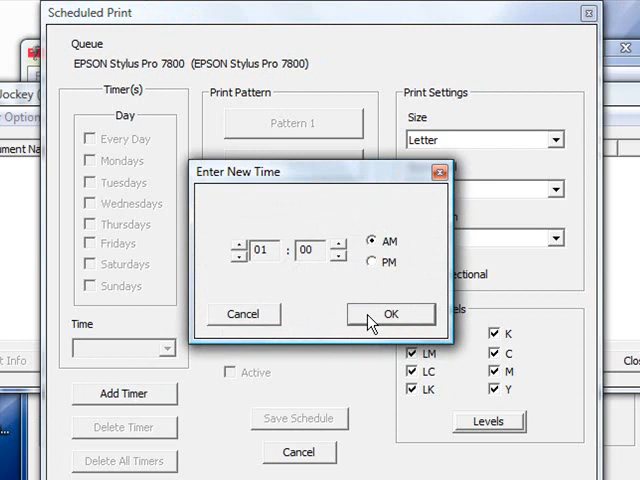 Scheduled Print
Queue
EPSON Stylus Pro 7800 (EPSON Stylus Pro 7800)
Timer(s)
Day
Every Day
Mondays
Tuesdays
Wednesdays
Thursdays
Fridays
Saturdays
Sundays
Time
Add Timer
Delete Timer
Delete All Timers
Print Pattern
Pattern 1
Enter New Time
01 : 00
AM
PM
Cancel
OK
Active
Save Schedule
Cancel
Print Settings
Size
Letter
ectional
els
K
LM
C
LC
M
LK
Y
Levels
Jockey (
y Option
ument Na
t Info
Clos